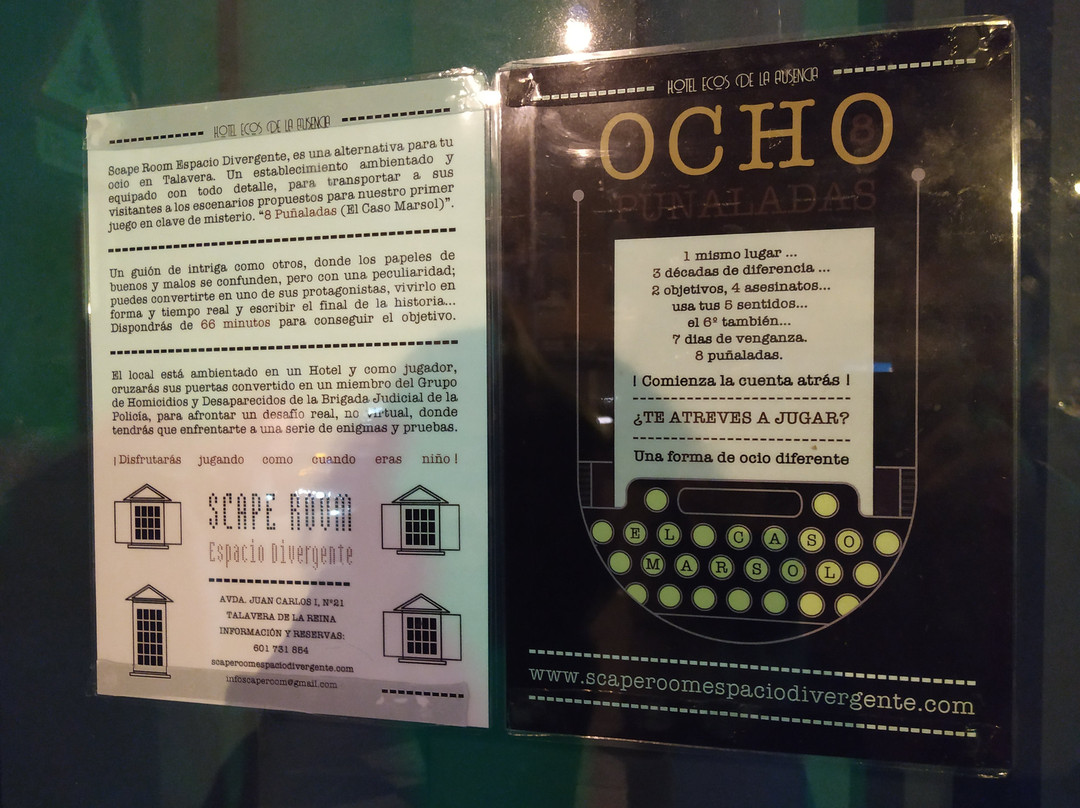 HOTEL ECOS DE LA AUSENCIA
Scape Room Espacio Divergente, es una alternativa para tu
ocio en Talavera. Un establecimiento ambientado y
equipado con todo detalle, para transportar a sus
visitantes a los escenarios propuestos para nuestro primer
juego en clave de misterio. “8 Puñaladas (El Caso Marsol)”.
Un guión de intriga como otros, donde los papeles de
buenos y malos se confunden, pero con una peculiaridad;
puedes convertirte en uno de sus protagonistas, vivirlo en
forma y tiempo real y escribir el final de la historia...
Dispondrás de 66 minutos para conseguir el objetivo.
El local está ambientado en un Hotel y como jugador,
cruzarás sus puertas convertido en un miembro del Grupo
de Homicidios y Desaparecidos de la Brigada Judicial de la
Policía, para afrontar un desafío real, no virtual, donde
tendrás que enfrentarte a una serie de enigmas y pruebas.
¡Disfrutarás jugando como cuando eras niño!
SCAPE ROOM
Espacio Divergente
AVDA. JUAN CARLOS I, Nº21
TALAVERA DE LA REINA
INFORMACIÓN Y RESERVAS:
601 731 554
scaperoomespaciodivergente.com
infoscaperoom@gmail.com
HOTEL ECOS DE LA AUSENCIA
OCHO
8
PUÑALADAS
1 mismo lugar ...
3 décadas de diferencia ...
2 objetivos, 4 asesinatos...
usa tus 5 sentidos...
el 6º también...
7 dias de venganza.
8 puñaladas.
¡ Comienza la cuenta atrás !
¿TE ATREVES A JUGAR?
Una forma de ocio diferente
EL CASO
MARSOL
www.scaperoomespaciodivergente.com